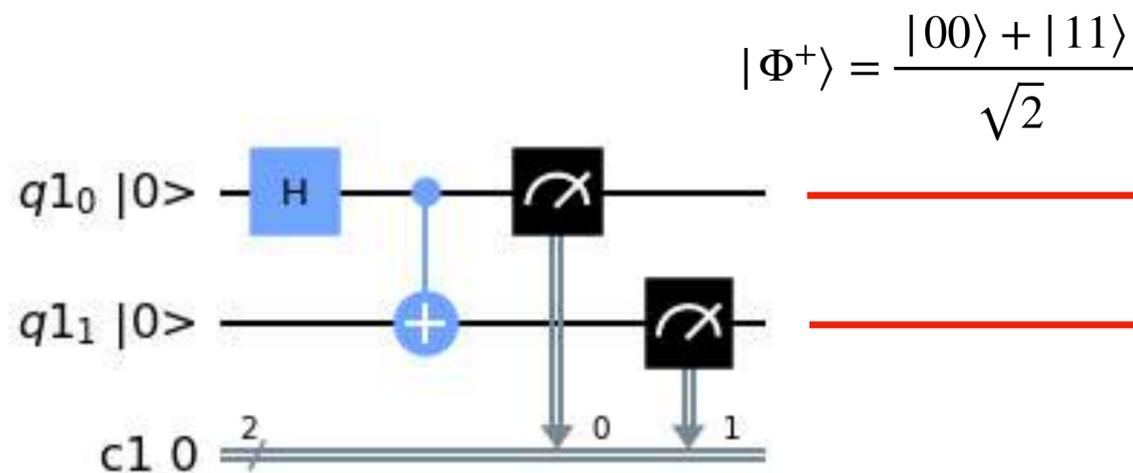 |Φ⁺⟩ = |00⟩ + |11⟩ / √2
q1₀ |0>
H
q1₁ |0>
c1 0
2
0
1